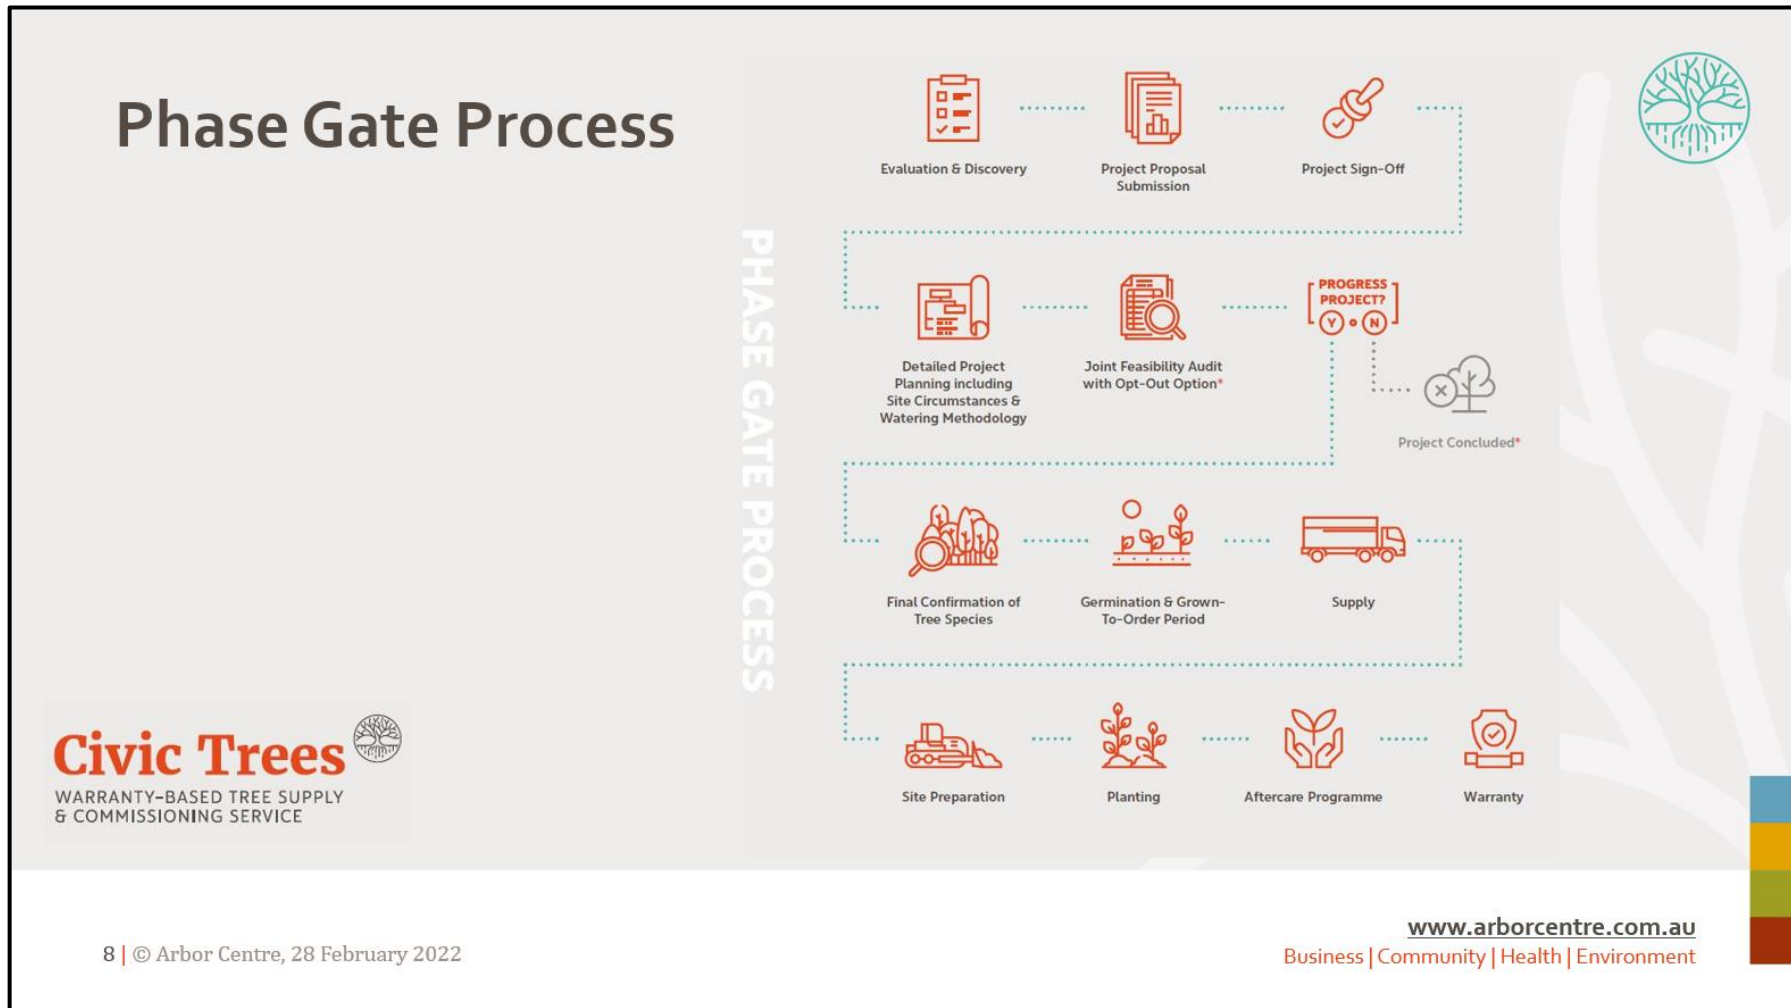 Phase Gate Process
PHASE GATE PROCESS
Evaluation & Discovery
Project Proposal
Submission
Project Sign-Off
Detailed Project
Planning including
Site Circumstances &
Watering Methodology
Joint Feasibility Audit
with Opt-Out Option*
PROGRESS
PROJECT?
Y N
Project Concluded*
Final Confirmation of
Tree Species
Germination & Grown-
To-Order Period
Supply
Site Preparation
Planting
Aftercare Programme
Warranty
Civic Trees
WARRANTY-BASED TREE SUPPLY
& COMMISSIONING SERVICE
8 | © Arbor Centre, 28 February 2022
www.arborcentre.com.au
Business | Community | Health | Environment